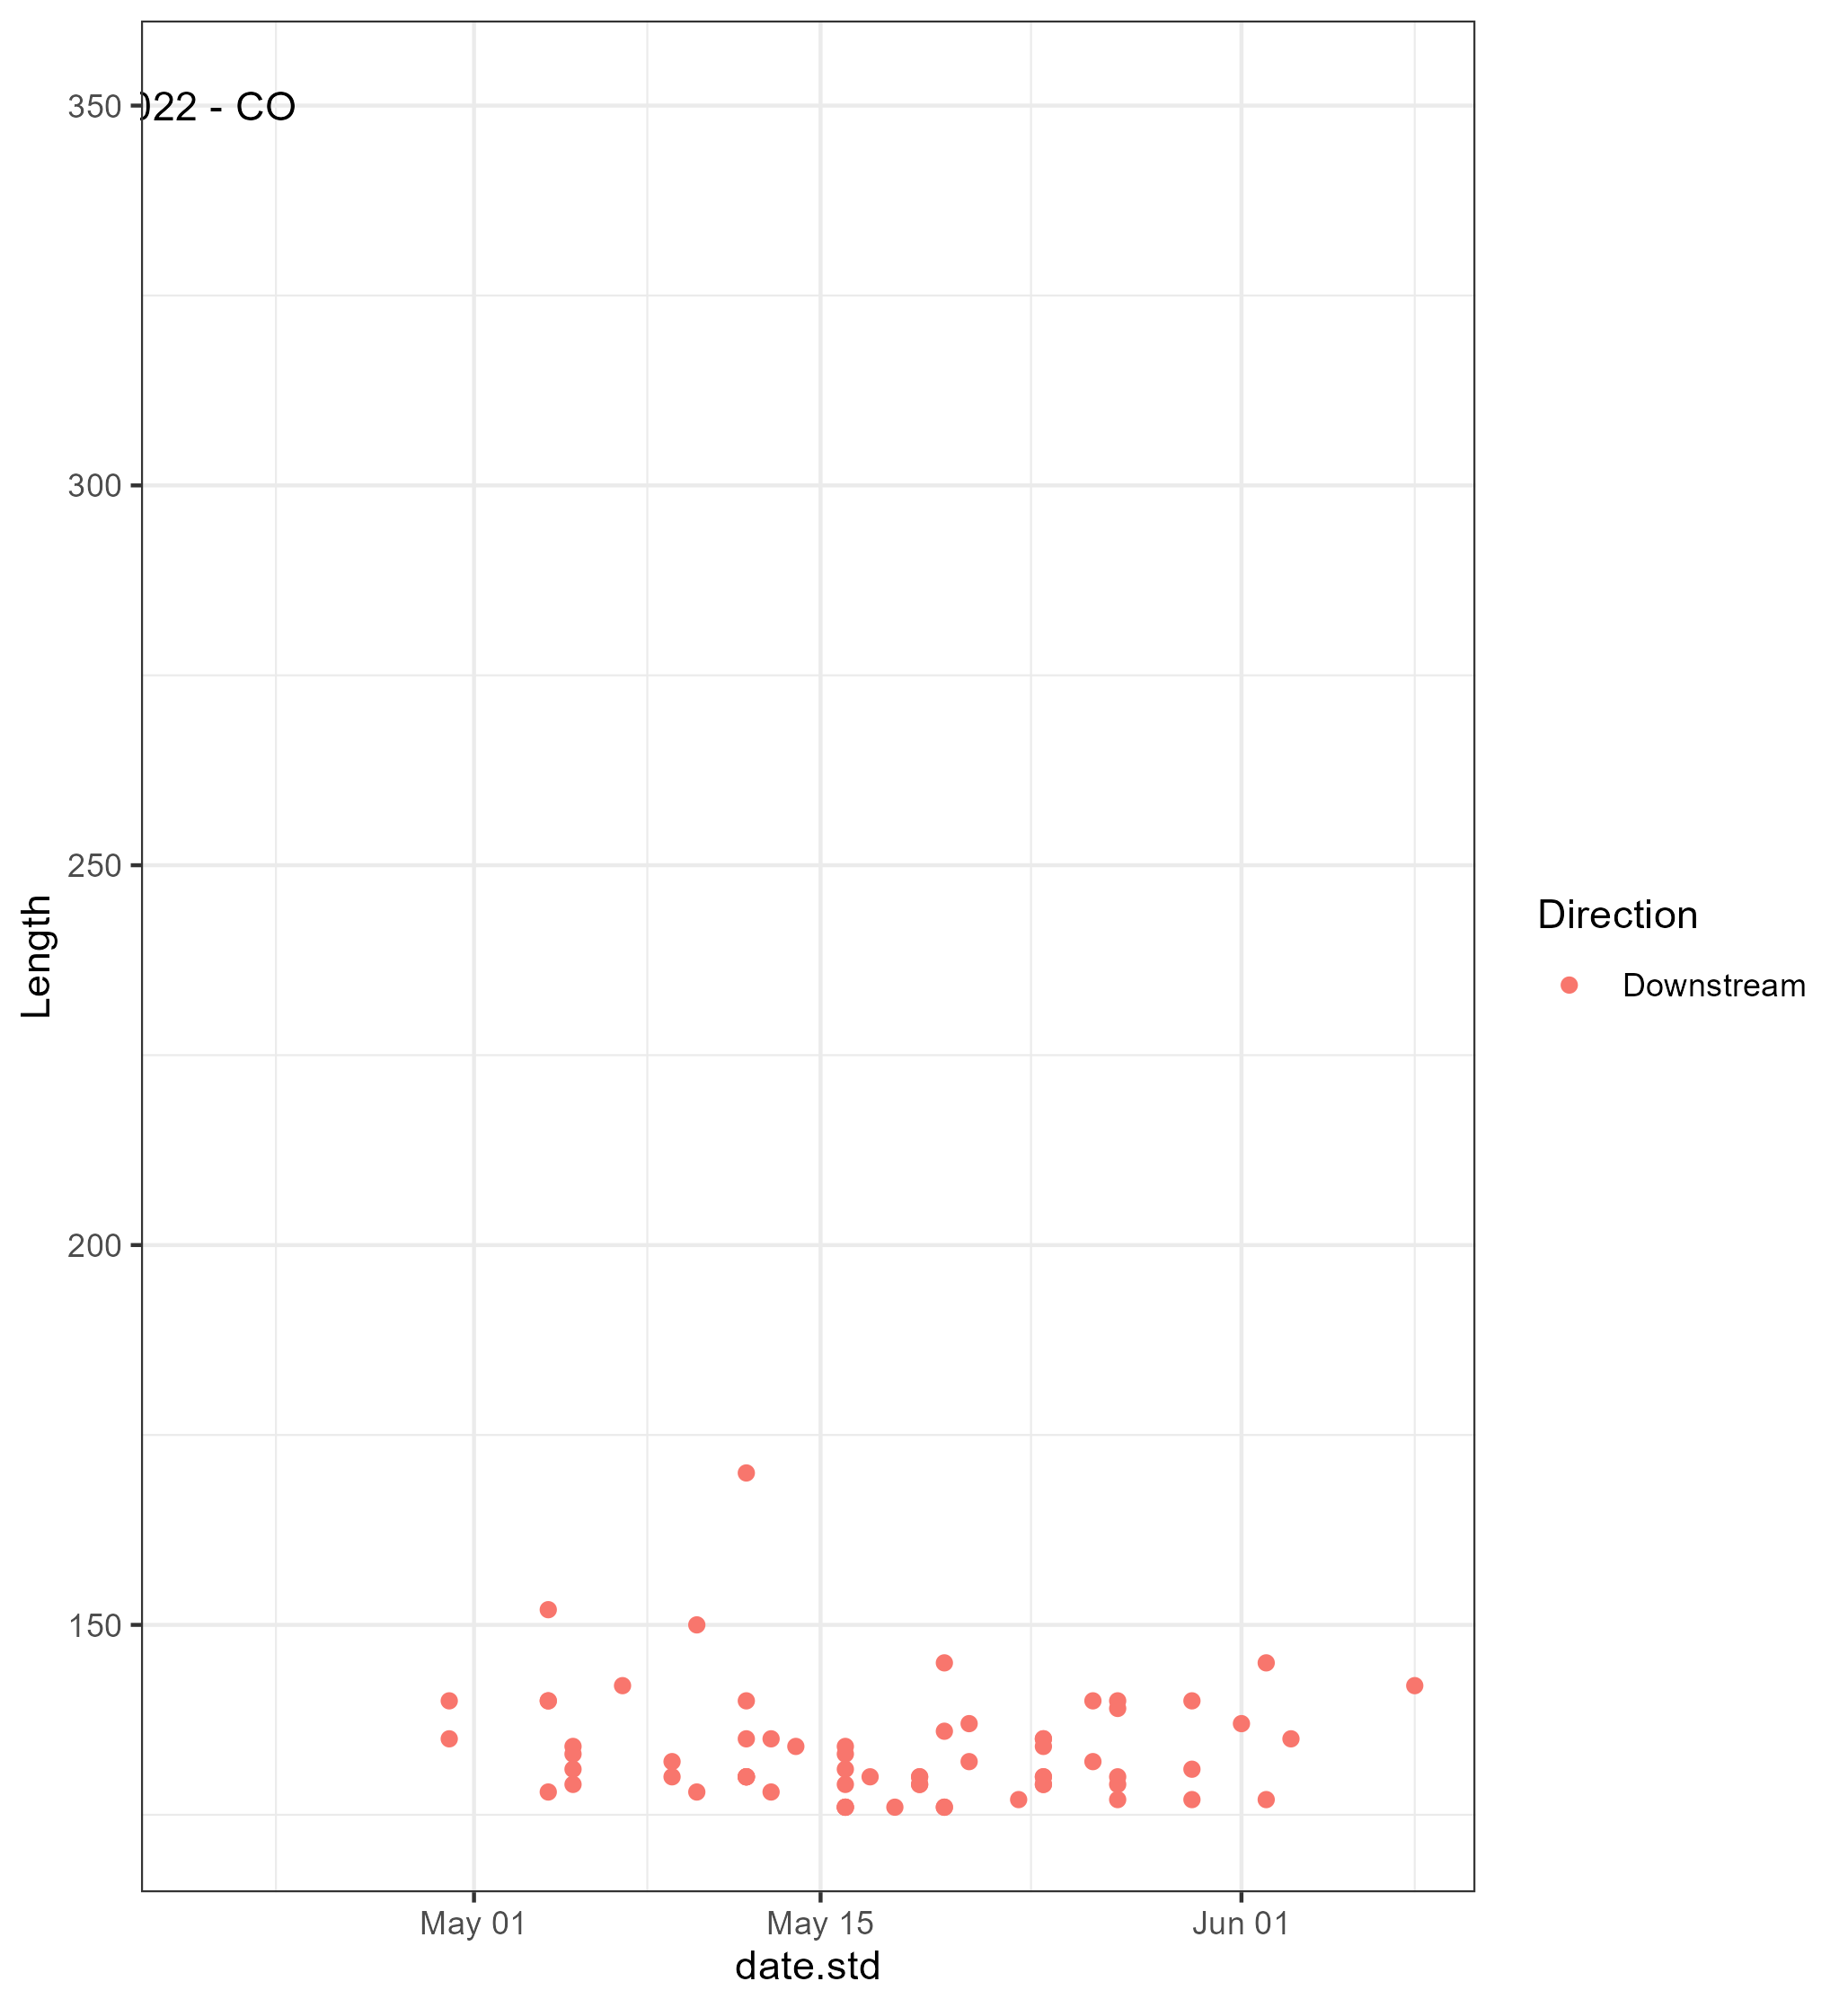 350
022 - CO
300
250
200
150
Length
May 01
May 15
Jun 01
date.std
Direction
Downstream